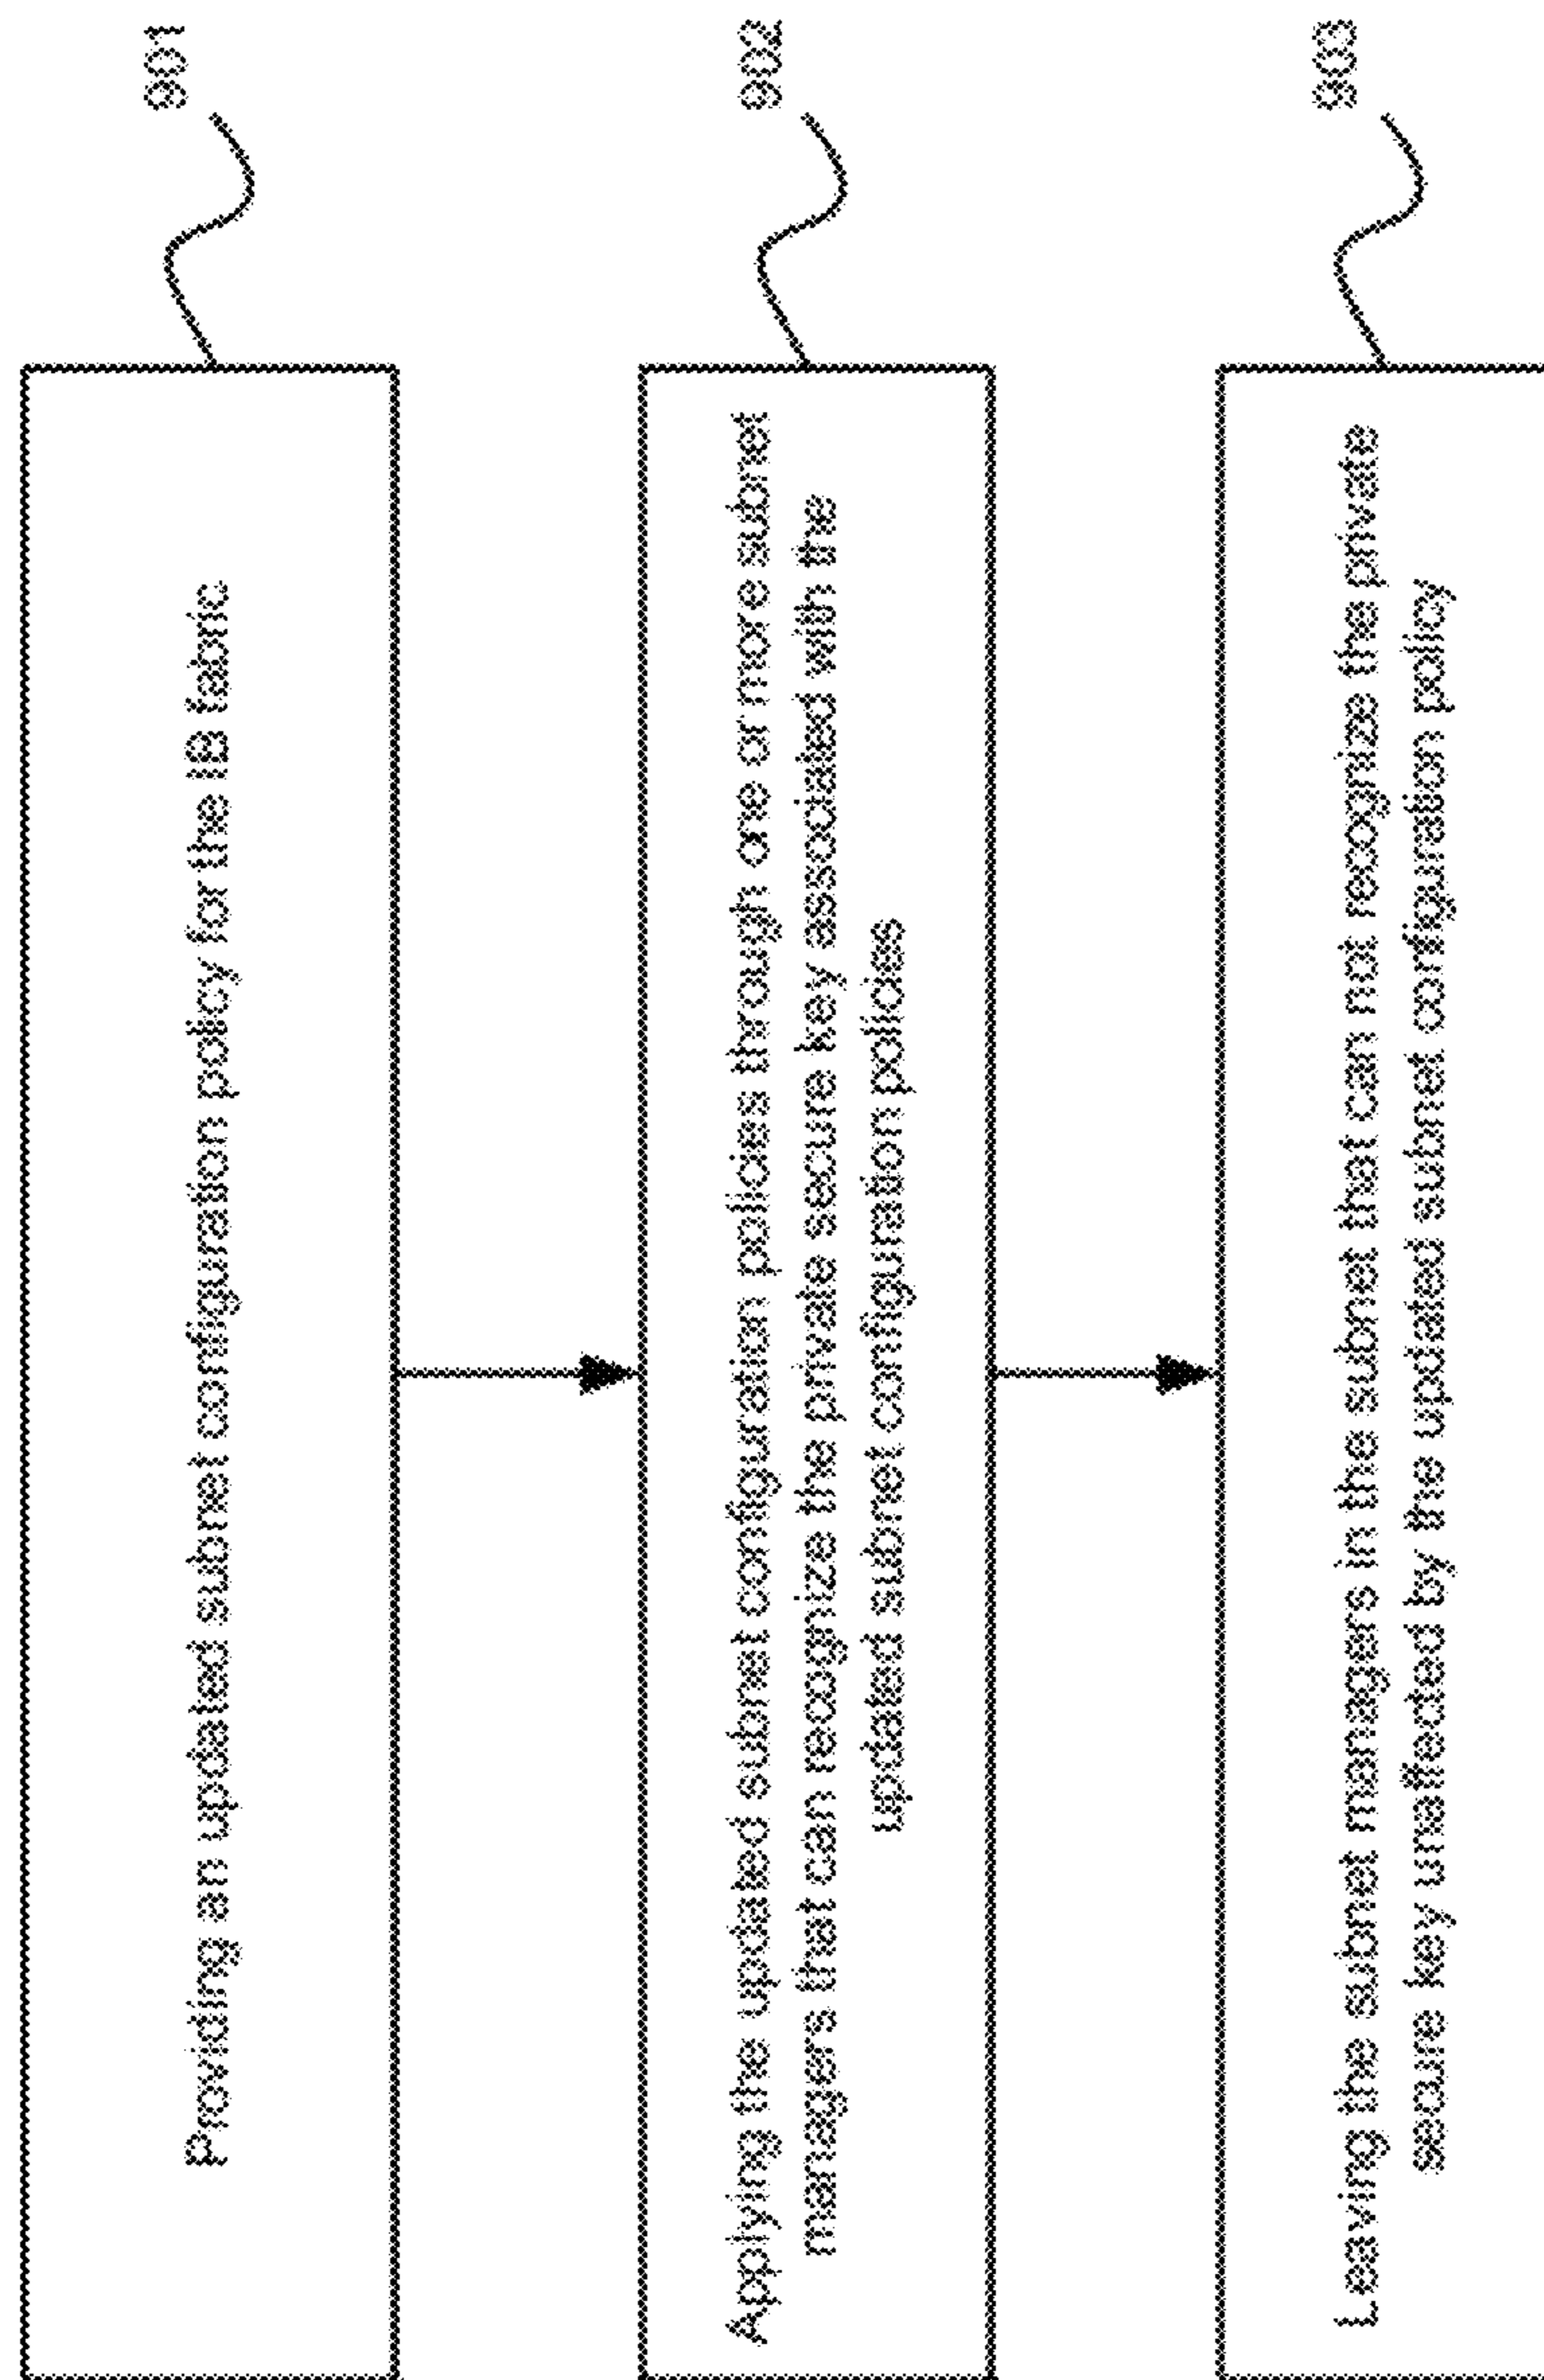 Providing an updated subnet configuration policy for the IB fabric
901
Applying the updated subnet configuration policies through one or more subnet
managers that can recognize the private secure key associated with the
updated subnet configuration policies
902
Leaving the subnet managers in the subnet that can not recognize the private
secure key unaffected by the updated subnet configuration policy
903